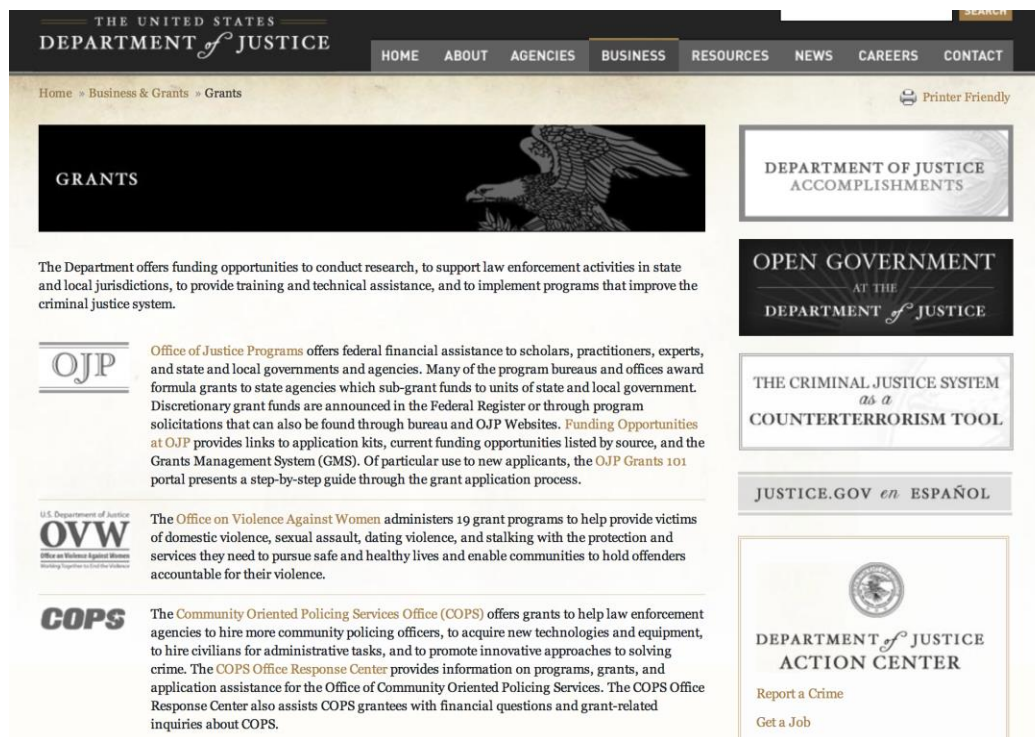 THE UNITED STATES
DEPARTMENT of JUSTICE
SEARCH
HOME ABOUT AGENCIES BUSINESS RESOURCES NEWS CAREERS CONTACT
Home » Business & Grants » Grants
Printer Friendly
GRANTS
The Department offers funding opportunities to conduct research, to support law enforcement activities in state
and local jurisdictions, to provide training and technical assistance, and to implement programs that improve the
criminal justice system.
OJP
Office of Justice Programs offers federal financial assistance to scholars, practitioners, experts,
and state and local governments and agencies. Many of the program bureaus and offices award
formula grants to state agencies which sub-grant funds to units of state and local government.
Discretionary grant funds are announced in the Federal Register or through program
solicitations that can also be found through bureau and OJP Websites. Funding Opportunities
at OJP provides links to application kits, current funding opportunities listed by source, and the
Grants Management System (GMS). Of particular use to new applicants, the OJP Grants 101
portal presents a step-by-step guide through the grant application process.
U.S. Department of Justice
OVW
Office on Violence Against Women
Working Together to End the Violence
The Office on Violence Against Women administers 19 grant programs to help provide victims
of domestic violence, sexual assault, dating violence, and stalking with the protection and
services they need to pursue safe and healthy lives and enable communities to hold offenders
accountable for their violence.
COPS
The Community Oriented Policing Services Office (COPS) offers grants to help law enforcement
agencies to hire more community policing officers, to acquire new technologies and equipment,
to hire civilians for administrative tasks, and to promote innovative approaches to solving
crime. The COPS Office Response Center provides information on programs, grants, and
application assistance for the Office of Community Oriented Policing Services. The COPS Office
Response Center also assists COPS grantees with financial questions and grant-related
inquiries about COPS.
DEPARTMENT OF JUSTICE
ACCOMPLISHMENTS
OPEN GOVERNMENT
AT THE
DEPARTMENT of JUSTICE
THE CRIMINAL JUSTICE SYSTEM
as a
COUNTERTERRORISM TOOL
JUSTICE.GOV en ESPAÑOL
DEPARTMENT of JUSTICE
ACTION CENTER
Report a Crime
Get a Job